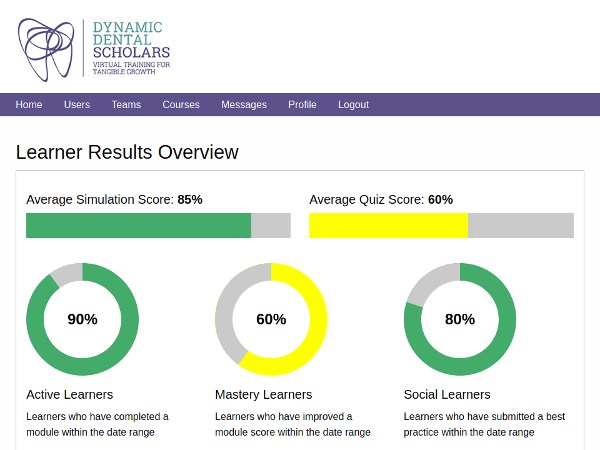 DYNAMIC
DENTAL
SCHOLARS
VIRTUAL TRAINING FOR
TANGIBLE GROWTH
Home Users Teams Courses Messages Profile Logout
Learner Results Overview
Average Simulation Score: 85% Average Quiz Score: 60%
90% 60% 80%
Active Learners Mastery Learners Social Learners
Learners who have completed a Learners who have improved a Learners who have submitted a best
module within the date range module score within the date range practice within the date range